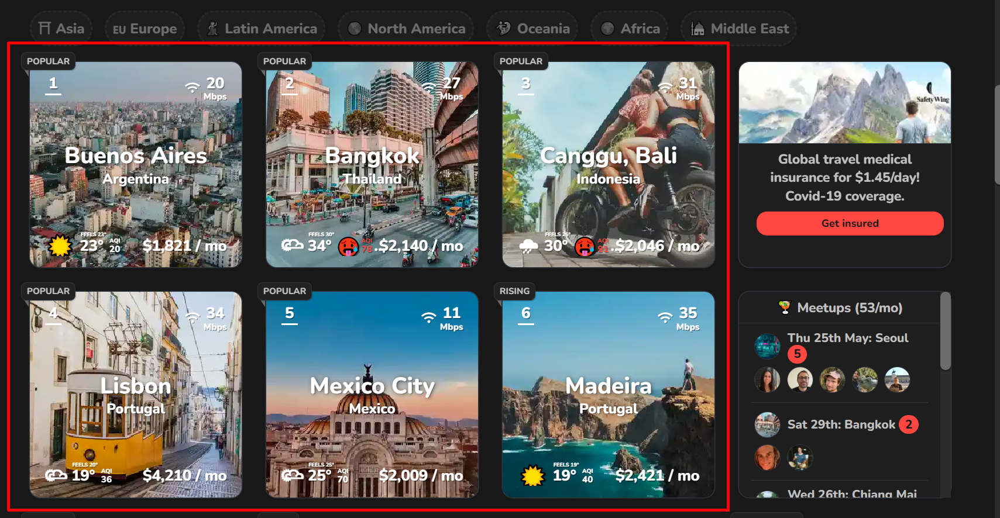 Asia
EU Europe
Latin America
North America
Oceania
Africa
Middle East
POPULAR
1
20
Mbps
Buenos Aires
Argentina
FEELS 23°
23°
AQI
20
$1,821 / mo
POPULAR
2
27
Mbps
Bangkok
Thailand
FEELS 30°
34°
AQI
78
.$2,140 / mo
POPULAR
3
31
Mbps
Canggu, Bali
Indonesia
30°
AQI
91
.$2,046 / mo
Safety Wing
Global travel medical
insurance for $1.45/day!
Covid-19 coverage.
Get insured
POPULAR
4
34
Mbps
Lisbon
Portugal
FEELS 20°
19°
AQI
36
$4,210 / mo
POPULAR
5
11
Mbps
Mexico City
Mexico
FEELS 25°
25°
AQI
70
$2,009 / mo
RISING
6
35
Mbps
Madeira
Portugal
FEELS 19°
19°
AQI
40
$2,421 / mo
Meetups (53/mo)
Thu 25th May: Seoul
5
Sat 29th: Bangkok 2
Wed 26th: Chiang Mai